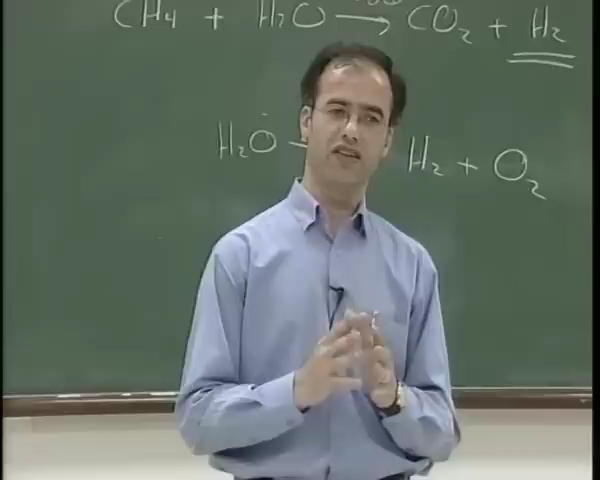 CH4 + H2O → CO2 + H2
H2O → H2 + O2